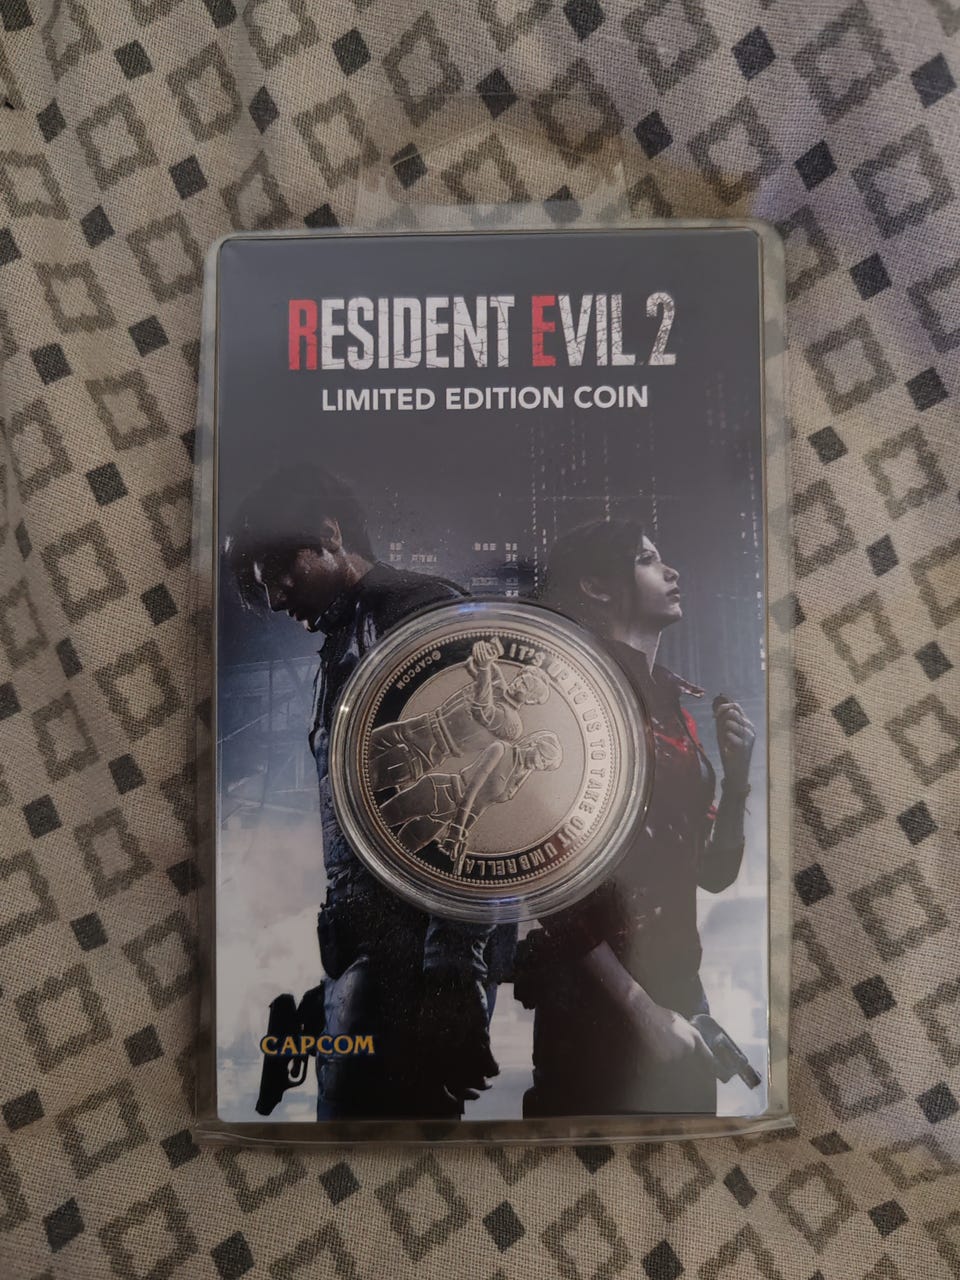 RESIDENT EVIL 2
LIMITED EDITION COIN
©CAPCOM
IT'S UP TO US TO TAKE OUT UMBRELLA
CAPCOM